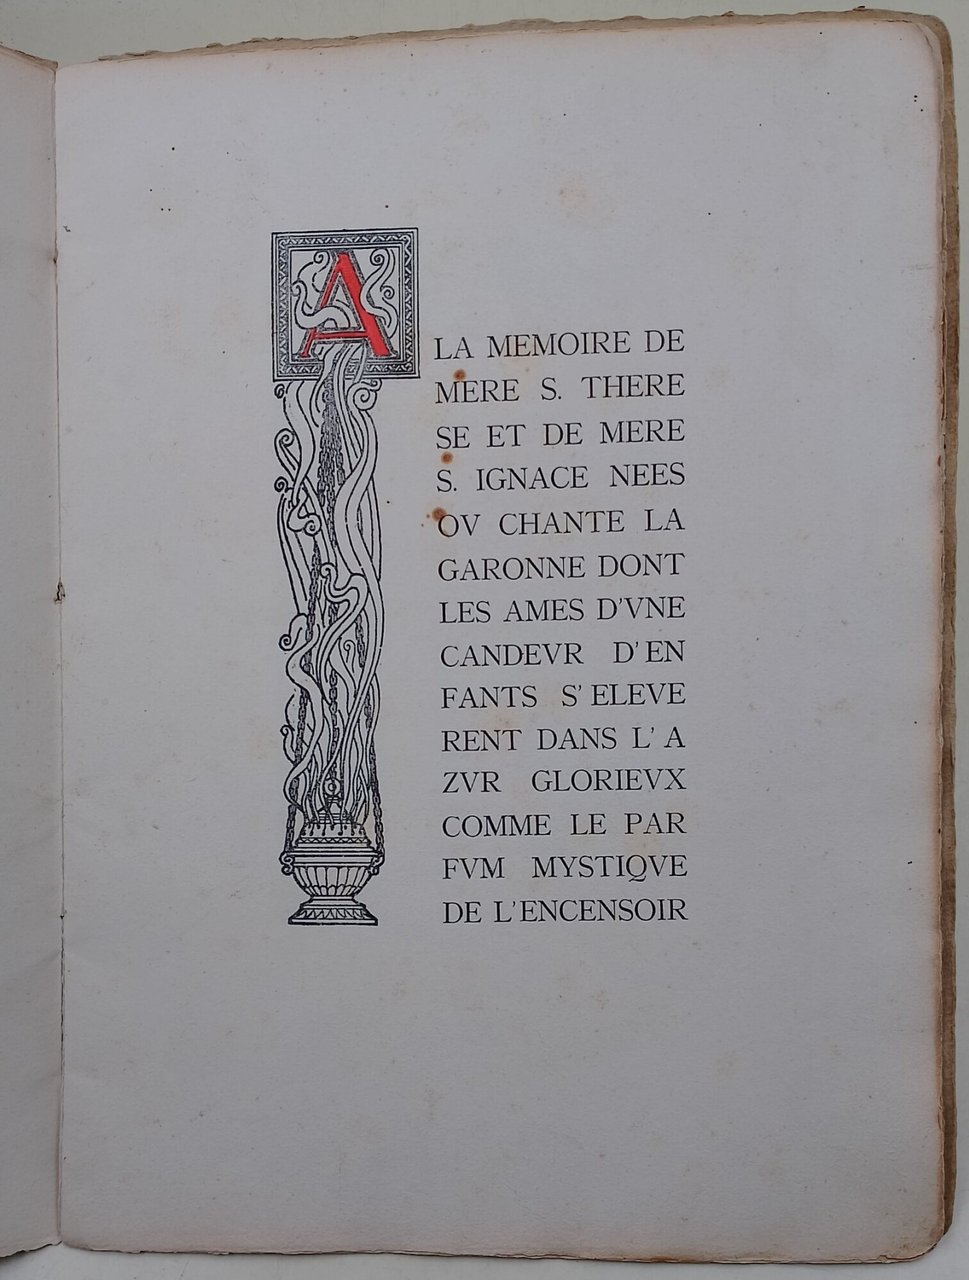 A
LA MEMOIRE DE
MERE S. THERE
SE ET DE MERE
S. IGNACE NEES
OV CHANTE LA
GARONNE DONT
LES AMES D'VNE
CANDEVR D'EN
FANTS S'ELEVE
RENT DANS L'A
ZVR GLORIEVX
COMME LE PAR
FVM MYSTIQVE
DE L'ENCENSOIR